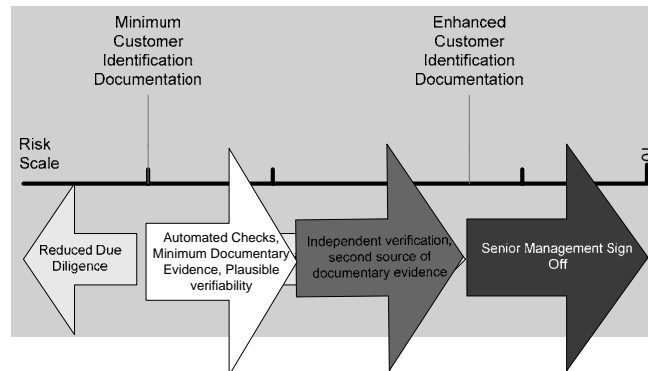 Minimum
Customer
Identification
Documentation
Enhanced
Customer
Identification
Documentation
Risk
Scale
10
Reduced Due
Diligence
Automated Checks,
Minimum Documentary
Evidence, Plausible
verifiability
Independent verification,
second source of
documentary evidence
Senior Management Sign
Off